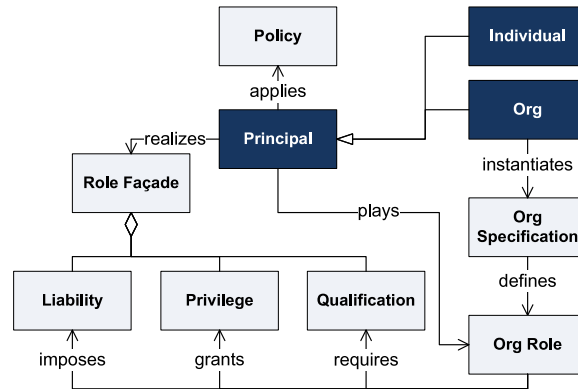 Policy
Individual
applies
Org
realizes
Principal
instantiates
Role Façade
plays
Org
Specification
defines
Liability
Privilege
Qualification
Org Role
imposes
grants
requires